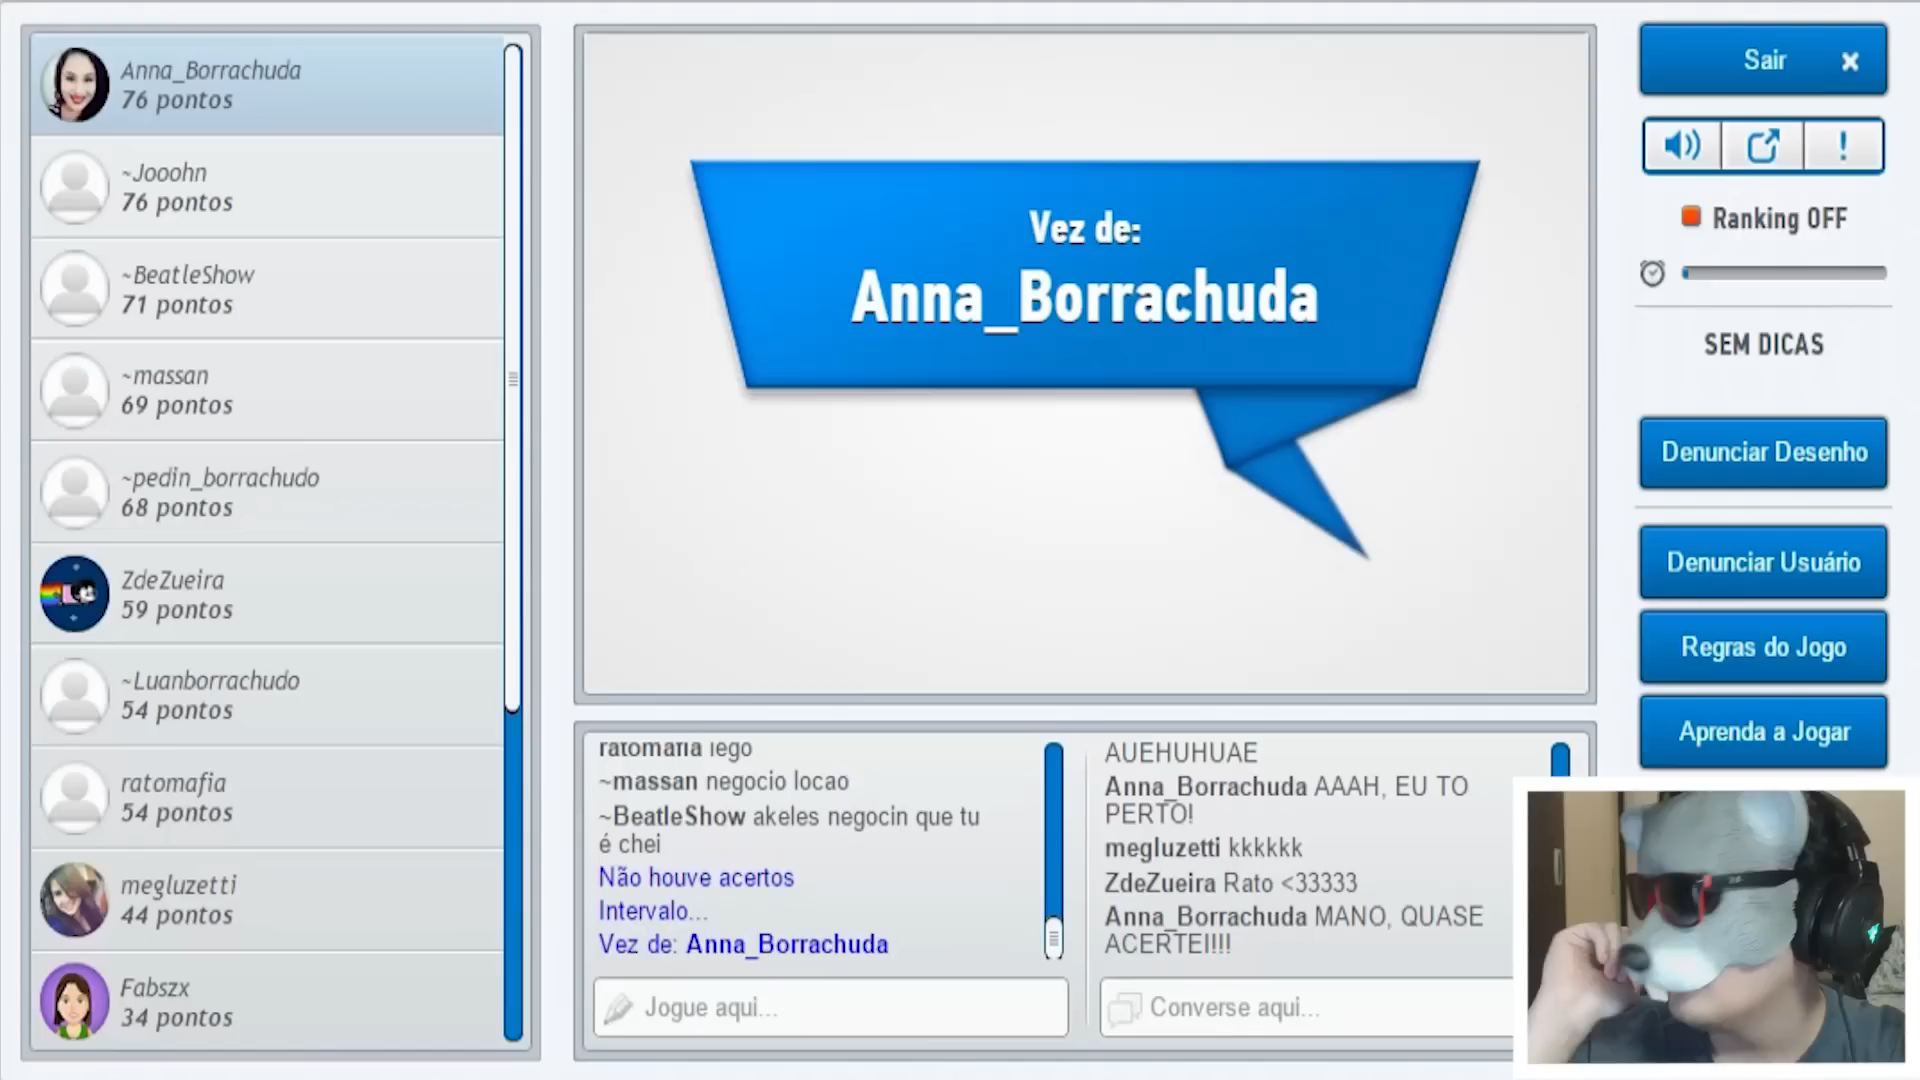 Anna_Borrachuda
76 pontos
~Jooohn
76 pontos
~BeatleShow
71 pontos
~massan
69 pontos
~pedin_borrachudo
68 pontos
ZdeZueira
59 pontos
~Luanborrachudo
54 pontos
ratomafia
54 pontos
megluzetti
44 pontos
Fabszx
34 pontos
Vez de:
Anna_Borrachuda
ratomafia lego
~massan negocio locao
~BeatleShow akeles negocin que tu
é chei
Não houve acertos
Intervalo...
Vez de: Anna_Borrachuda
Jogue aqui...
AUEHUHUAE
Anna_Borrachuda AAAH, EU TO
PERTO!
megluzetti kkkkkk
ZdeZueira Rato <33333
Anna_Borrachuda MANO, QUASE
ACERTEI!!!!
Converse aqui...
Sair
Ranking OFF
SEM DICAS
Denunciar Desenho
Denunciar Usuário
Regras do Jogo
Aprenda a Jogar